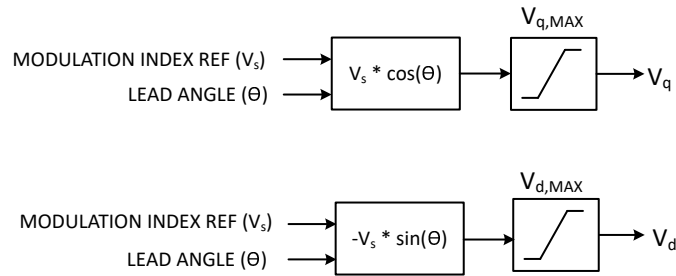 V_q,MAX
MODULATION INDEX REF (V_s)
V_s * cos(ϴ)
V_q
LEAD ANGLE (ϴ)
V_d,MAX
MODULATION INDEX REF (V_s)
-V_s * sin(ϴ)
V_d
LEAD ANGLE (ϴ)